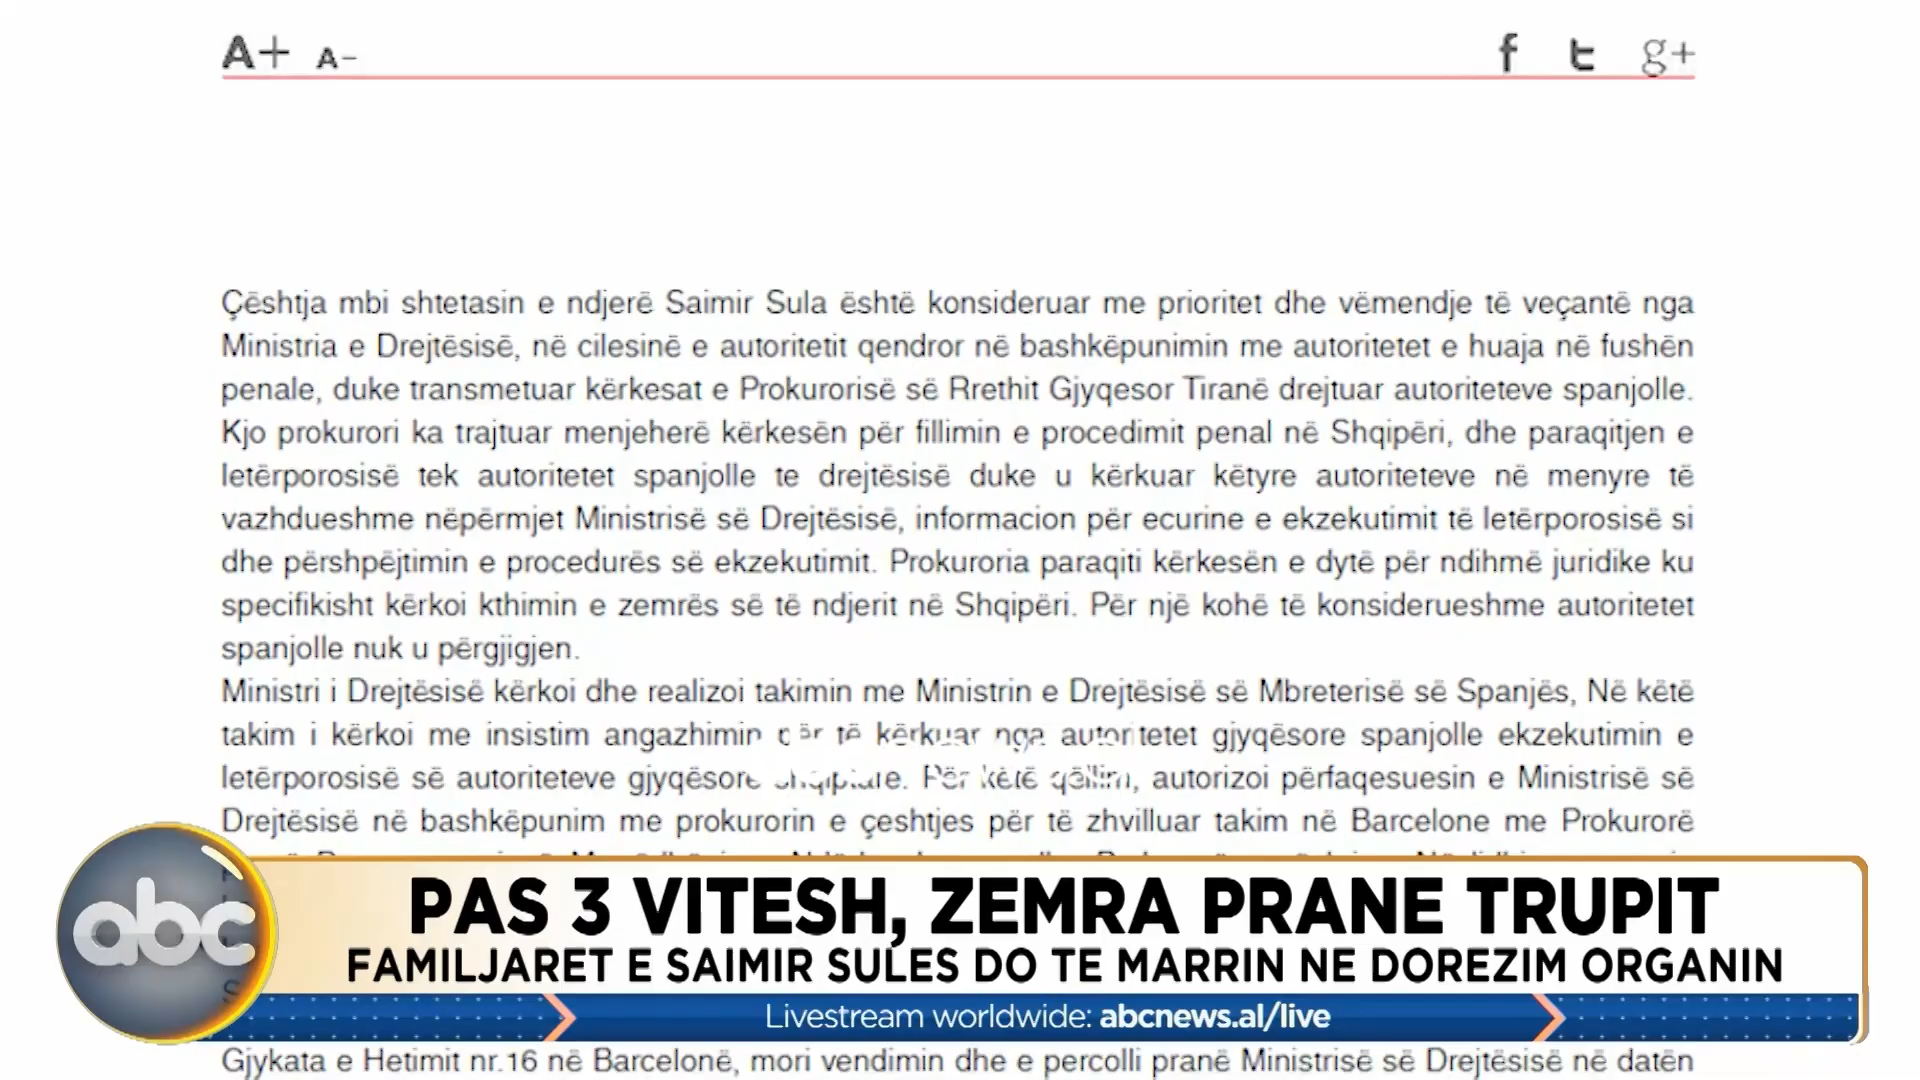 A+ A-
f t g+
Çështja mbi shtetasin e ndjerë Saimir Sula është konsideruar me prioritet dhe vëmendje të veçantë nga
Ministria e Drejtësisë, në cilesinë e autoritetit qendror në bashkëpunimin me autoritetet e huaja në fushën
penale, duke transmetuar kërkesat e Prokurorisë së Rrethit Gjyqesor Tiranë drejtuar autoriteteve spanjolle.
Kjo prokurori ka trajtuar menjeherë kërkesën për fillimin e procedimit penal në Shqipëri, dhe paraqitjen e
letërporosisë tek autoritetet spanjolle te drejtësisë duke u kërkuar këtyre autoriteteve në menyre të
vazhdueshme nëpërmjet Ministrisë së Drejtësisë, informacion për ecurine e ekzekutimit të letërporosisë si
dhe përshpëjtimin e procedurës së ekzekutimit. Prokuroria paraqiti kërkesën e dytë për ndihmë juridike ku
specifikisht kërkoi kthimin e zemrës së të ndjerit në Shqipëri. Për një kohë të konsiderueshme autoritetet
spanjolle nuk u përgjigjen.
Ministri i Drejtësisë kërkoi dhe realizoi takimin me Ministrin e Drejtësisë së Mbreterisë së Spanjës, Në këtë
takim i kërkoi me insistim angazhimin për të kërkuar nga autoritetet gjyqësore spanjolle ekzekutimin e
letërporosisë së autoriteteve gjyqësore shqiptare. Për këtë qëllim, autorizoi përfaqesuesin e Ministrisë së
Drejtësisë në bashkëpunim me prokurorin e çeshtjes për të zhvilluar takim në Barcelone me Prokurorë
abc
PAS 3 VITESH, ZEMRA PRANE TRUPIT
FAMILJARET E SAIMIR SULES DO TE MARRIN NE DOREZIM ORGANIN
Livestream worldwide: abcnews.al/live
Gjykata e Hetimit nr.16 në Barcelonë, mori vendimin dhe e percolli pranë Ministrisë së Drejtësisë në datën